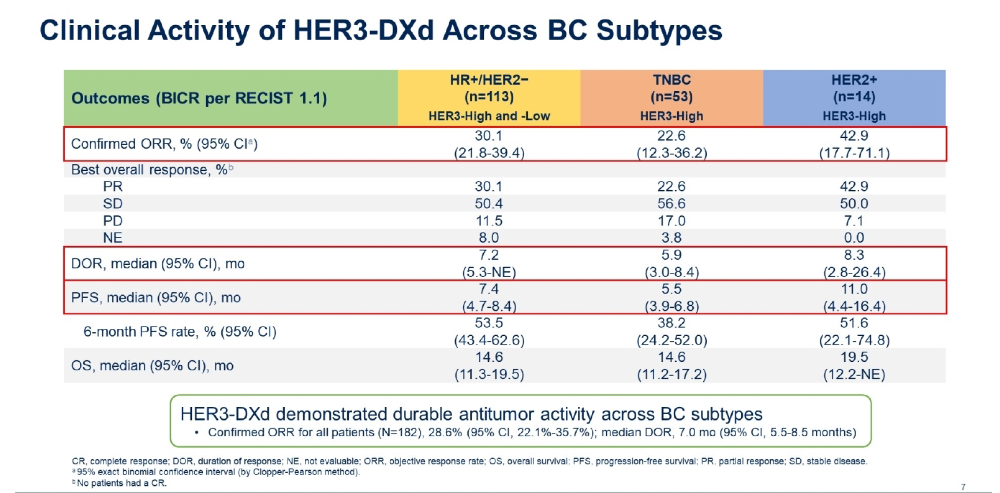 Clinical Activity of HER3-DXd Across BC Subtypes
Outcomes (BICR per RECIST 1.1)
HR+/HER2−
(n=113)
HER3-High and -Low
TNBC
(n=53)
HER3-High
HER2+
(n=14)
HER3-High
Confirmed ORR, % (95% CIᵃ)
30.1
(21.8-39.4)
22.6
(12.3-36.2)
42.9
(17.7-71.1)
Best overall response, %ᵇ
PR 30.1 22.6 42.9
SD 50.4 56.6 50.0
PD 11.5 17.0 7.1
NE 8.0 3.8 0.0
DOR, median (95% CI), mo
7.2
(5.3-NE)
5.9
(3.0-8.4)
8.3
(2.8-26.4)
PFS, median (95% CI), mo
7.4
(4.7-8.4)
5.5
(3.9-6.8)
11.0
(4.4-16.4)
6-month PFS rate, % (95% CI)
53.5
(43.4-62.6)
38.2
(24.2-52.0)
51.6
(22.1-74.8)
OS, median (95% CI), mo
14.6
(11.3-19.5)
14.6
(11.2-17.2)
19.5
(12.2-NE)
HER3-DXd demonstrated durable antitumor activity across BC subtypes
• Confirmed ORR for all patients (N=182), 28.6% (95% CI, 22.1%-35.7%); median DOR, 7.0 mo (95% CI, 5.5-8.5 months)
CR, complete response; DOR, duration of response; NE, not evaluable; ORR, objective response rate; OS, overall survival; PFS, progression-free survival; PR, partial response; SD, stable disease.
ᵃ 95% exact binomial confidence interval (by Clopper-Pearson method).
ᵇ No patients had a CR.
7